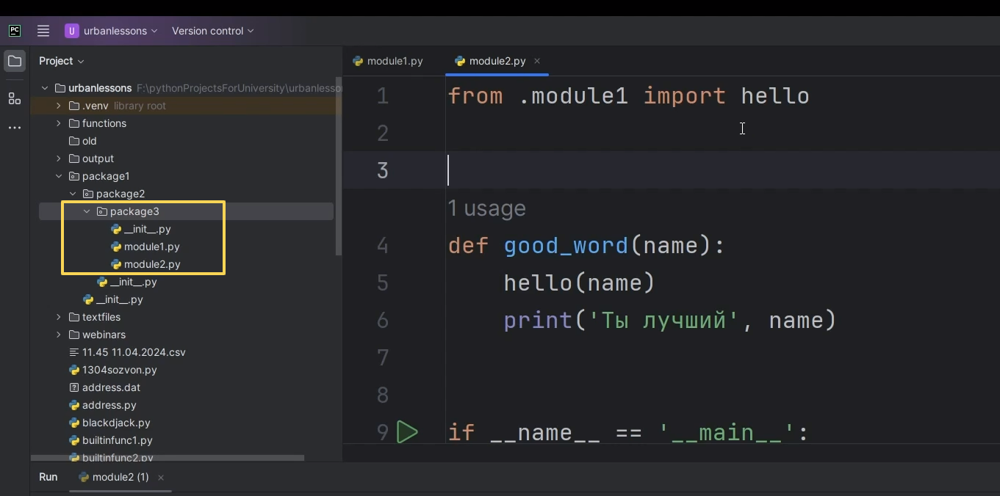 PC
U urbanlessons Version control
Project
module1.py module2.py
urbanlessons F:\pythonProjectsForUniversity\urbanlesso
.venv library root
functions
old
output
package1
package2
package3
__init__.py
module1.py
module2.py
__init__.py
__init__.py
textfiles
webinars
11.45 11.04.2024.csv
1304sozvon.py
address.dat
address.py
blackdjack.py
builtinfunc1.py
builtinfunc2.py
1 from .module1 import hello
2
3
1 usage
4 def good_word(name):
5 hello(name)
6 print('Ты лучший', name)
7
8
9 if __name__ == '__main__':
Run module2 (1)